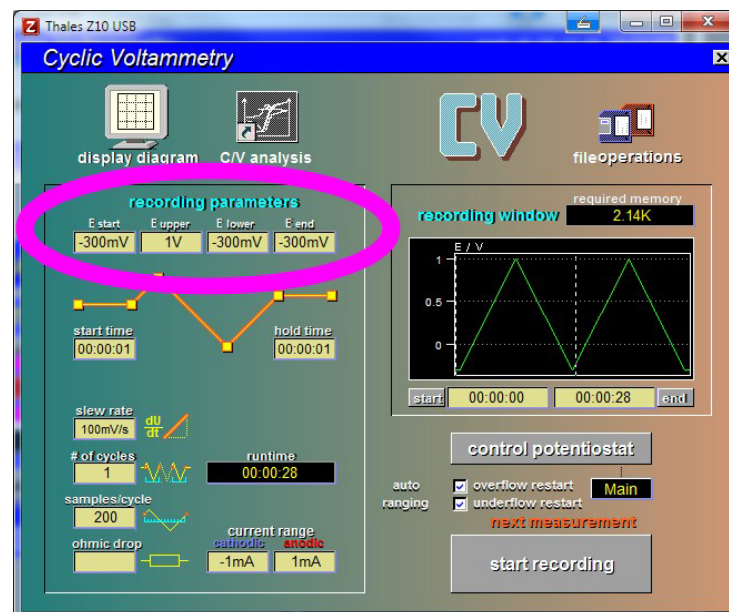 Z Thales Z10 USB
Cyclic Voltammetry
display diagram
C/V analysis
CV
fileoperations
recording parameters
E start E upper E lower E end
-300mV 1V -300mV -300mV
start time
00:00:01
hold time
00:00:01
slew rate
100mV/s
dU
dt
# of cycles
1
runtime
00:00:28
samples/cycle
200
ohmic drop
current range
cathodic anodic
-1mA 1mA
required memory
recording window 2.14K
E / V
1
0.5
0
start 00:00:00 00:00:28 end
control potentiostat
auto
ranging
overflow restart
underflow restart
Main
next measurement
start recording